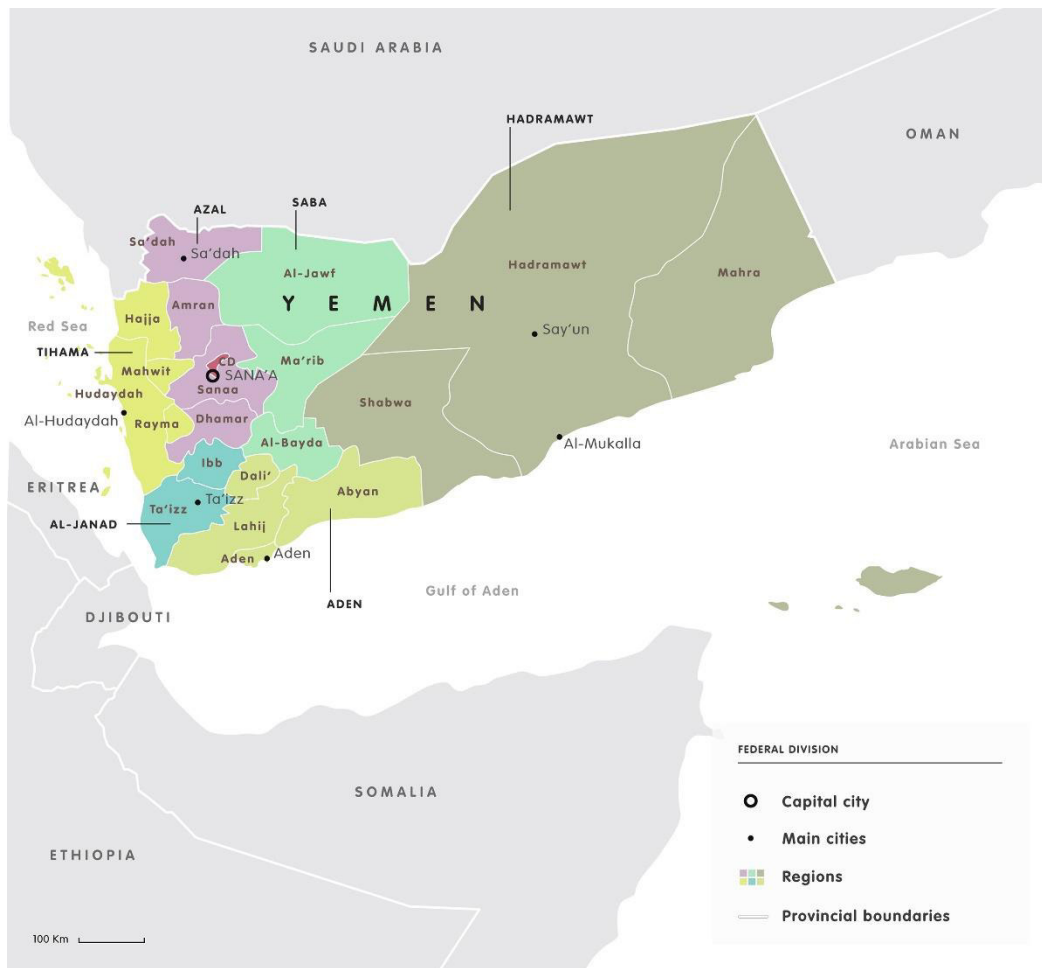 SAUDI ARABIA
HADRAMAWT
OMAN
AZAL
SABA
Sa'dah
Sa'dah
Al-Jawf
Hadramawt
Mahra
YEMEN
Amran
Hajja
Red Sea
Say'un
TIHAMA
CD
Ma'rib
Mahwit
SANA'A
Sanaa
Hudaydah
Shabwa
Al-Hudaydah
Rayma
Dhamar
Al-Mukalla
Al-Bayda
Arabian Sea
Ibb
Dali'
ERITREA
Abyan
Ta'izz
Ta'izz
AL-JANAD
Lahij
Aden
Aden
Gulf of Aden
ADEN
DJIBOUTI
FEDERAL DIVISION
SOMALIA
Capital city
Main cities
ETHIOPIA
Regions
Provincial boundaries
100 Km